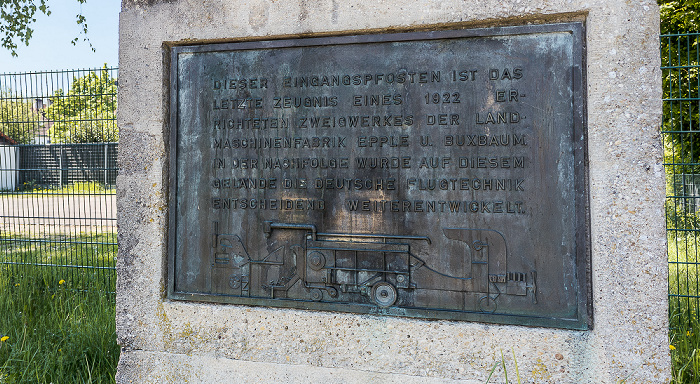 DIESER EINGANGSPFOSTEN IST DAS
LETZTE ZEUGNIS EINES 1922 ER-
RICHTETEN ZWEIGWERKES DER LAND-
MASCHINENFABRIK EPPLE U. BUXBAUM.
IN DER NACHFOLGE WURDE AUF DIESEM
GELÄNDE DIE DEUTSCHE FLUGTECHNIK
ENTSCHEIDEND WEITERENTWICKELT.